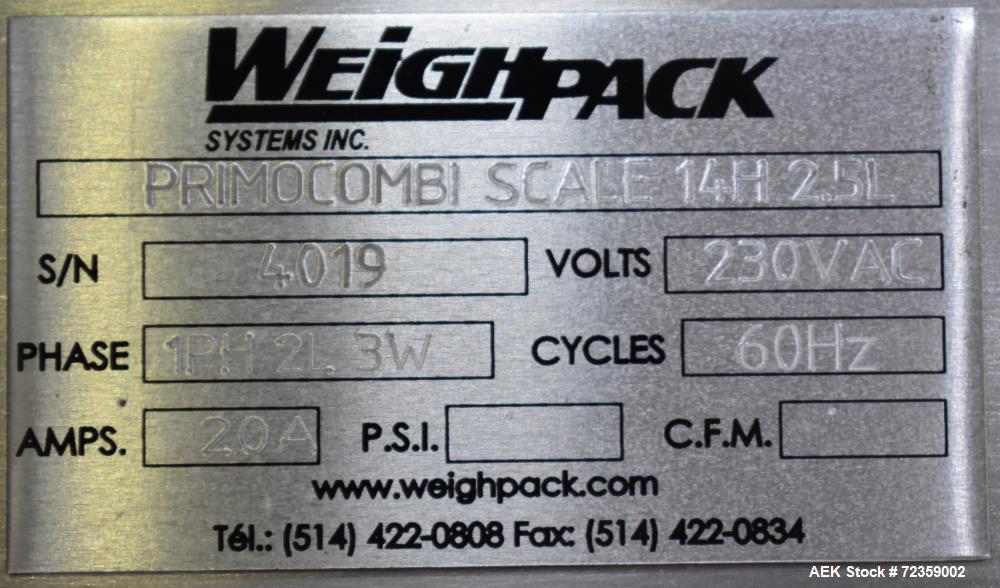 WEIGHPACK
SYSTEMS INC.
PRIMOCOMBI SCALE 14H 2.5L
S/N 4019 VOLTS 230VAC
PHASE 1PH 2L 3W CYCLES 60Hz
AMPS. 20A P.S.I. C.F.M.
www.weighpack.com
Tél.: (514) 422-0808 Fax: (514) 422-0834
AEK Stock # 72359002